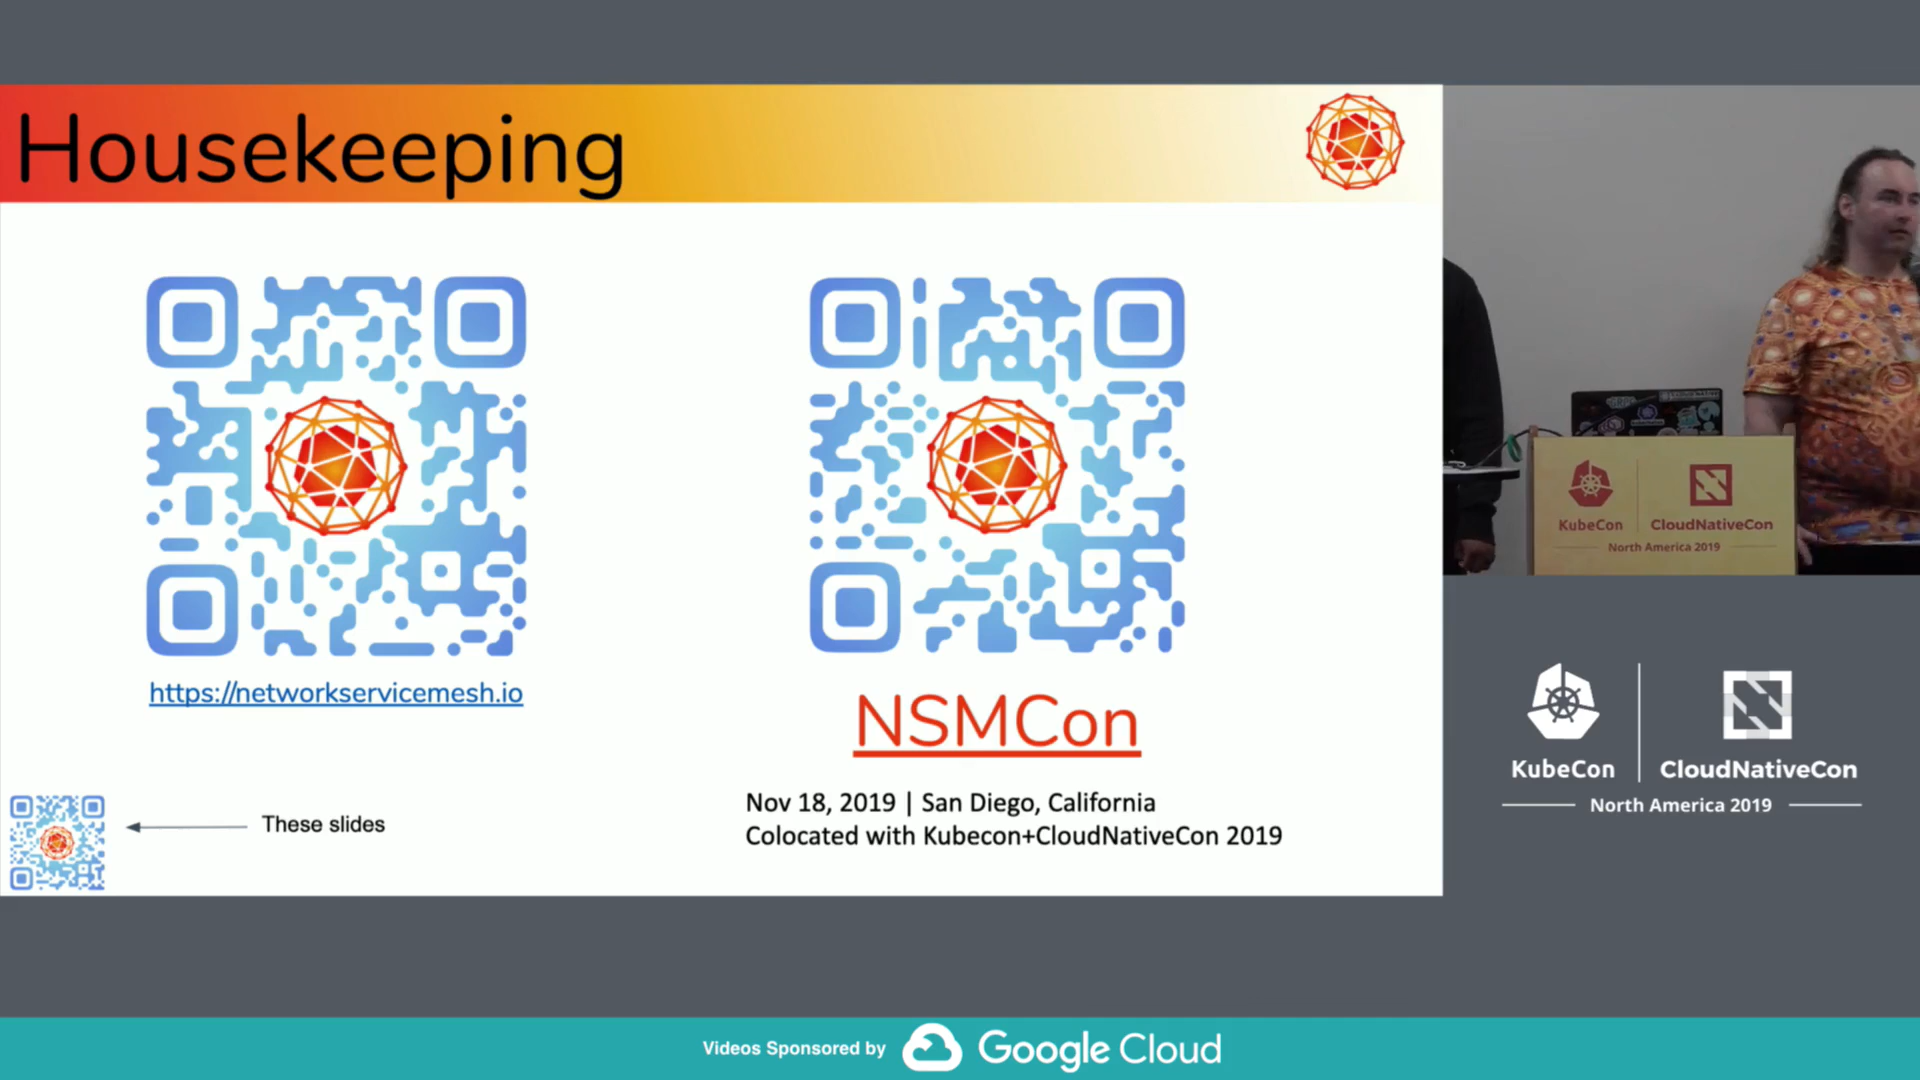 Housekeeping
https://networkservicemesh.io
NSMCon
Nov 18, 2019 | San Diego, California
Colocated with Kubecon+CloudNativeCon 2019
These slides
KubeCon
CloudNativeCon
North America 2019
KubeCon
CloudNativeCon
North America 2019
Videos Sponsored by
Google Cloud